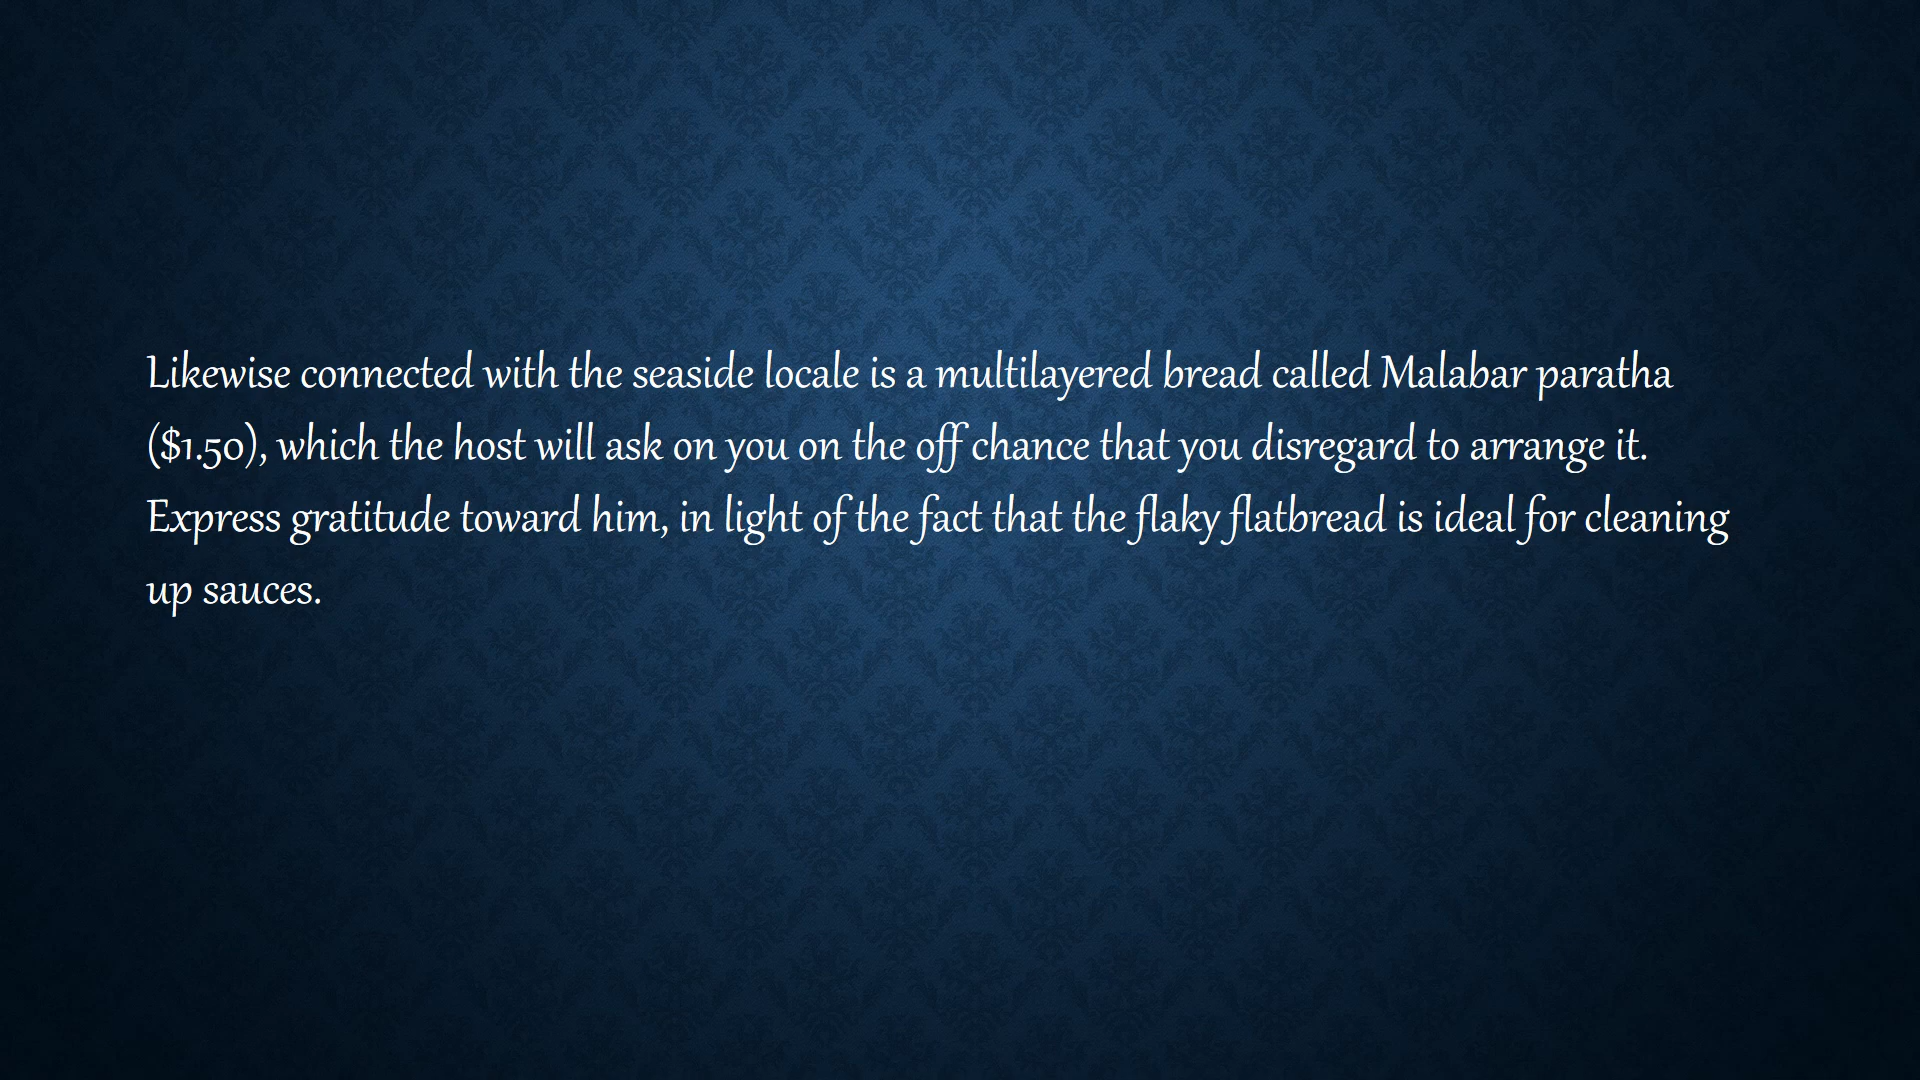 Likewise connected with the seaside locale is a multilayered bread called Malabar paratha
($1.50), which the host will ask on you on the off chance that you disregard to arrange it.
Express gratitude toward him, in light of the fact that the flaky flatbread is ideal for cleaning
up sauces.